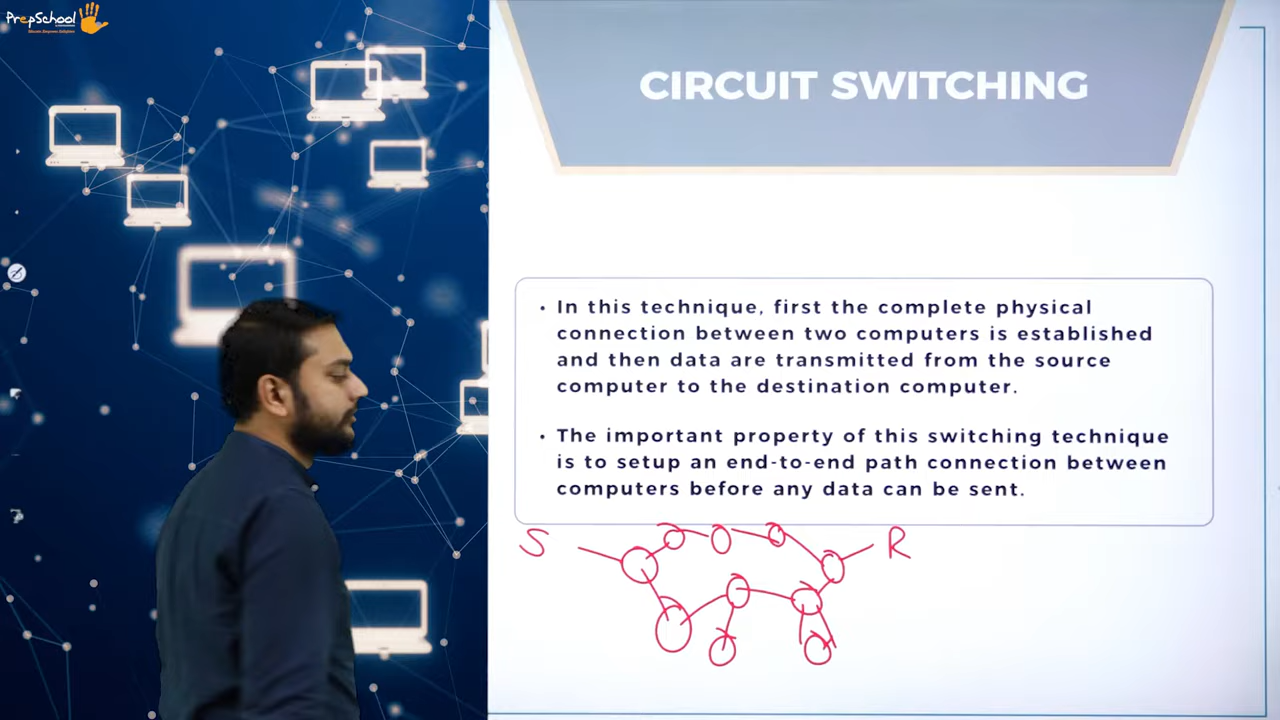 PrepSchool
CIRCUIT SWITCHING
• In this technique, first the complete physical
connection between two computers is established
and then data are transmitted from the source
computer to the destination computer.
• The important property of this switching technique
is to setup an end-to-end path connection between
computers before any data can be sent.
S
R